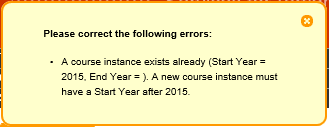 Please correct the following errors:
• A course instance exists already (Start Year =
2015, End Year = ). A new course instance must
have a Start Year after 2015.